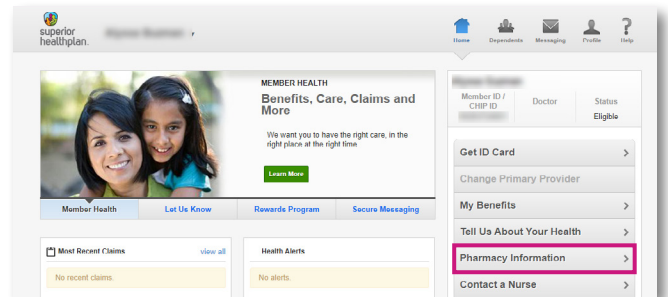 superior
healthplan.
Home Dependents Messaging Profile Help
MEMBER HEALTH
Benefits, Care, Claims and
More
We want you to have the right care, in the
right place at the right time
Learn More
Member Health Let Us Know Rewards Program Secure Messaging
Most Recent Claims view all
No recent claims.
Health Alerts
No alerts.
Member ID /
CHIP ID
Doctor
Status
Eligible
Get ID Card
Change Primary Provider
My Benefits
Tell Us About Your Health
Pharmacy Information
Contact a Nurse